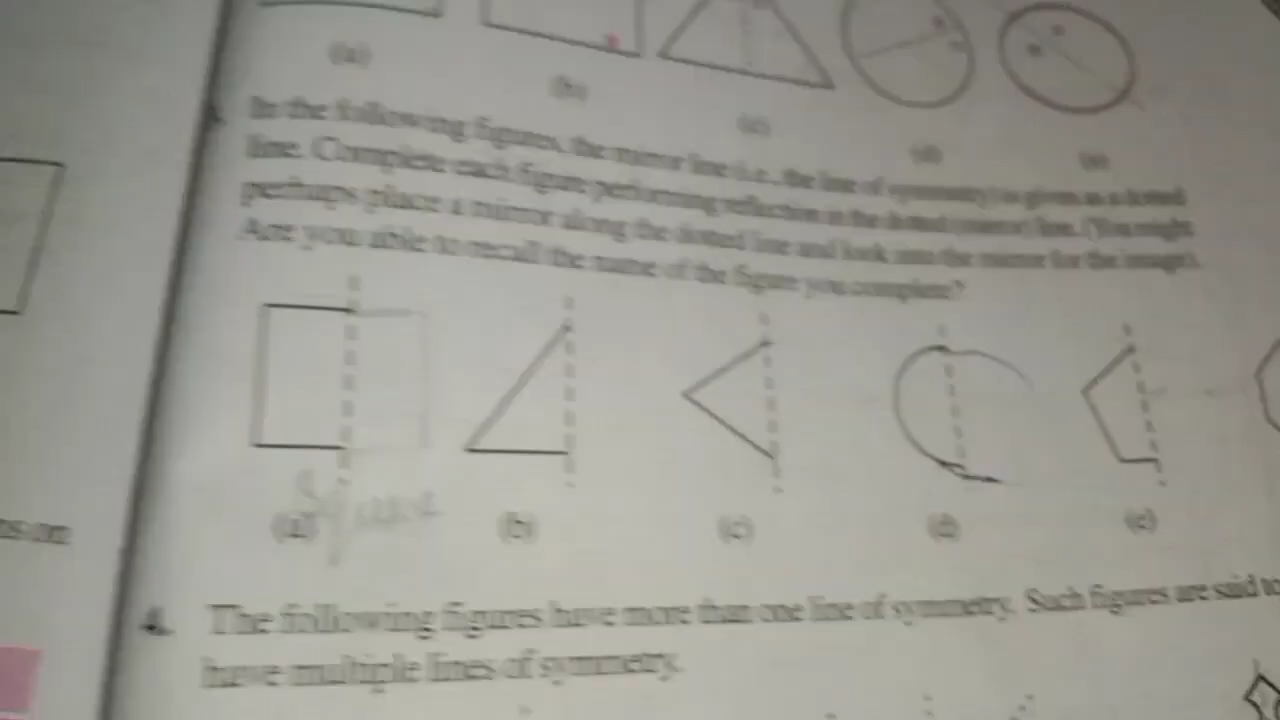 (a)
(b)
(c)
(d)
(e)
In the following figures, the mirror line (i.e., the line of symmetry) is given as a dotted
line. Complete each figure performing reflection in the dotted (mirror) line. (You might
perhaps place a mirror along the dotted line and look into the mirror for the image).
Are you able to recall the name of the figure you complete?
Square
(a)
(b)
(c)
(d)
(e)
4. The following figures have more than one line of symmetry. Such figures are said to
have multiple lines of symmetry.